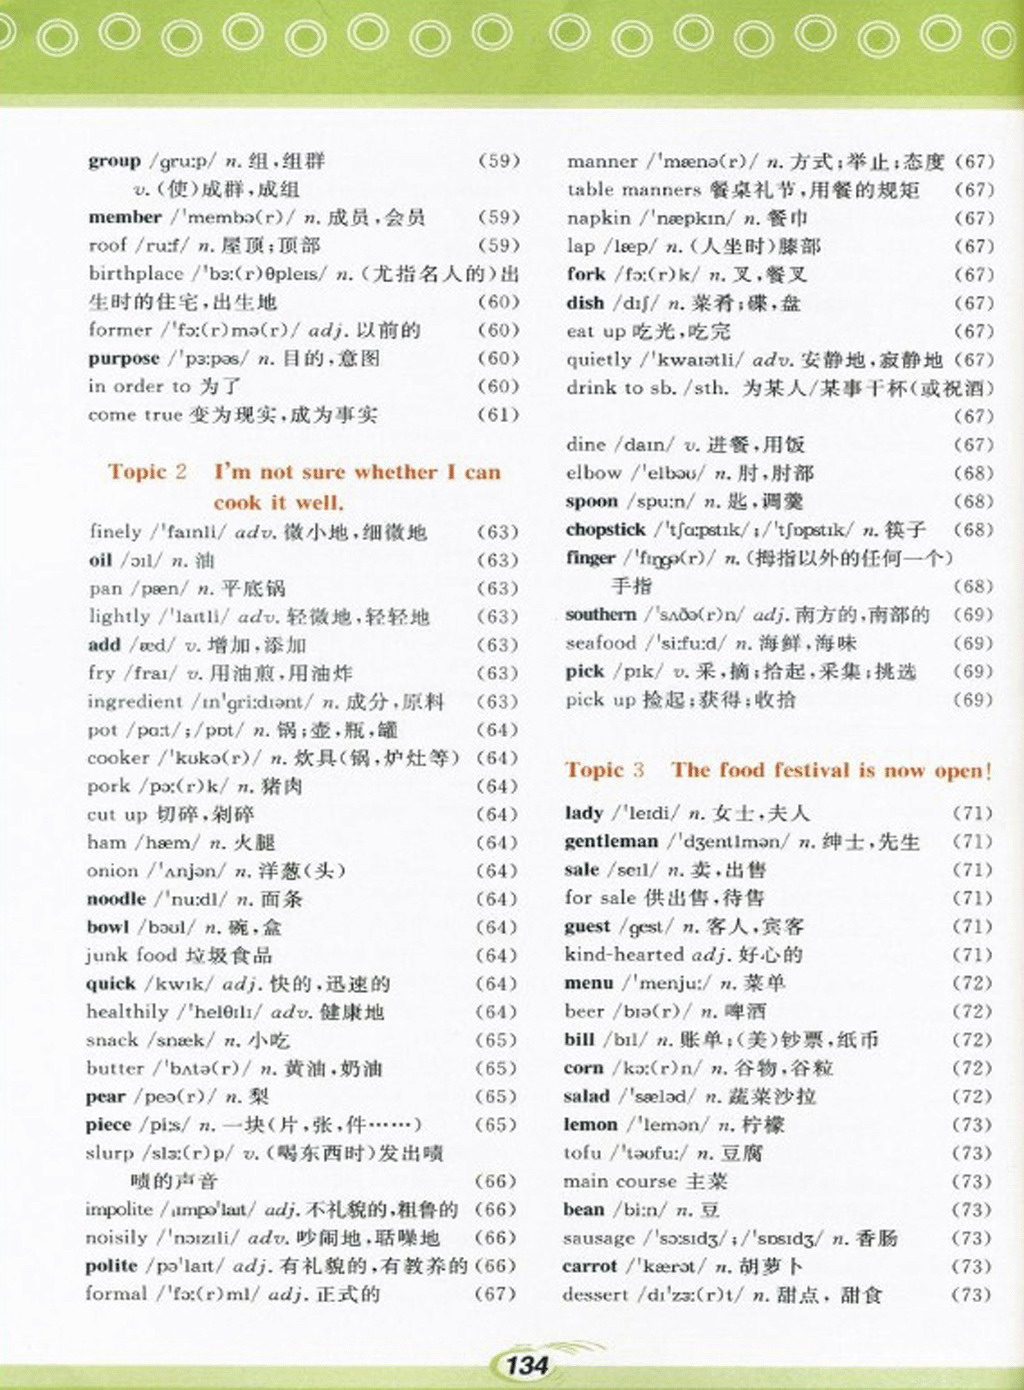 group /gruːp/ n. 组,组群 (59)
v. (使)成群,成组
member /ˈmembə(r)/ n. 成员,会员 (59)
roof /ruːf/ n. 屋顶;顶部 (59)
birthplace /ˈbɜː(r)θpleɪs/ n. (尤指名人的)出
生时的住宅,出生地 (60)
former /ˈfɔː(r)mə(r)/ adj. 以前的 (60)
purpose /ˈpɜːpəs/ n. 目的,意图 (60)
in order to 为了 (60)
come true 变为现实,成为事实 (61)
Topic 2 I'm not sure whether I can
cook it well.
finely /ˈfaɪnli/ adv. 微小地,细微地 (63)
oil /ɔɪl/ n. 油 (63)
pan /pæn/ n. 平底锅 (63)
lightly /ˈlaɪtli/ adv. 轻微地,轻轻地 (63)
add /æd/ v. 增加,添加 (63)
fry /fraɪ/ v. 用油煎,用油炸 (63)
ingredient /ɪnˈgriːdɪənt/ n. 成分,原料 (63)
pot /pɑːt/;/pɒt/ n. 锅;壶,瓶,罐 (64)
cooker /ˈkʊkə(r)/ n. 炊具(锅,炉灶等) (64)
pork /pɔː(r)k/ n. 猪肉 (64)
cut up 切碎,剁碎 (64)
ham /hæm/ n. 火腿 (64)
onion /ˈʌnjən/ n. 洋葱(头) (64)
noodle /ˈnuːdl/ n. 面条 (64)
bowl /bəʊl/ n. 碗,盒 (64)
junk food 垃圾食品 (64)
quick /kwɪk/ adj. 快的,迅速的 (64)
healthily /ˈhelθɪlɪ/ adv. 健康地 (64)
snack /snæk/ n. 小吃 (65)
butter /ˈbʌtə(r)/ n. 黄油,奶油 (65)
pear /peə(r)/ n. 梨 (65)
piece /piːs/ n. 一块(片,张,件……) (65)
slurp /slɜː(r)p/ v. (喝东西时)发出啧
啧的声音 (66)
impolite /ˌɪmpəˈlaɪt/ adj. 不礼貌的,粗鲁的 (66)
noisily /ˈnɔɪzɪli/ adv. 吵闹地,聒噪地 (66)
polite /pəˈlaɪt/ adj. 有礼貌的,有教养的 (66)
formal /ˈfɔː(r)ml/ adj. 正式的 (67)
manner /ˈmænə(r)/ n. 方式;举止;态度 (67)
table manners 餐桌礼节,用餐的规矩 (67)
napkin /ˈnæpkɪn/ n. 餐巾 (67)
lap /læp/ n. (人坐时)膝部 (67)
fork /fɔː(r)k/ n. 叉,餐叉 (67)
dish /dɪʃ/ n. 菜肴;碟,盘 (67)
eat up 吃光,吃完 (67)
quietly /ˈkwaɪətli/ adv. 安静地,寂静地 (67)
drink to sb. /sth. 为某人/某事干杯(或祝酒)
(67)
dine /daɪn/ v. 进餐,用饭 (67)
elbow /ˈelbəʊ/ n. 肘,肘部 (68)
spoon /spuːn/ n. 匙,调羹 (68)
chopstick /ˈtʃɑːpstɪk/;/ˈtʃɒpstɪk/ n. 筷子 (68)
finger /ˈfɪŋgə(r)/ n. (拇指以外的任何一个)
手指 (68)
southern /ˈsʌðə(r)n/ adj. 南方的,南部的 (69)
seafood /ˈsiːfuːd/ n. 海鲜,海味 (69)
pick /pɪk/ v. 采,摘;拾起,采集;挑选 (69)
pick up 捡起;获得;收拾 (69)
Topic 3 The food festival is now open!
lady /ˈleɪdi/ n. 女士,夫人 (71)
gentleman /ˈdʒentlmən/ n. 绅士,先生 (71)
sale /seɪl/ n. 卖,出售 (71)
for sale 供出售,待售 (71)
guest /gest/ n. 客人,宾客 (71)
kind-hearted adj. 好心的 (71)
menu /ˈmenjuː/ n. 菜单 (72)
beer /bɪə(r)/ n. 啤酒 (72)
bill /bɪl/ n. 账单;(美)钞票,纸币 (72)
corn /kɔː(r)n/ n. 谷物,谷粒 (72)
salad /ˈsæləd/ n. 蔬菜沙拉 (72)
lemon /ˈlemən/ n. 柠檬 (73)
tofu /ˈtəʊfuː/ n. 豆腐 (73)
main course 主菜 (73)
bean /biːn/ n. 豆 (73)
sausage /ˈsɔːsɪdʒ/;/ˈsɒsɪdʒ/ n. 香肠 (73)
carrot /ˈkærət/ n. 胡萝卜 (73)
dessert /dɪˈzɜː(r)t/ n. 甜点, 甜食 (73)
134